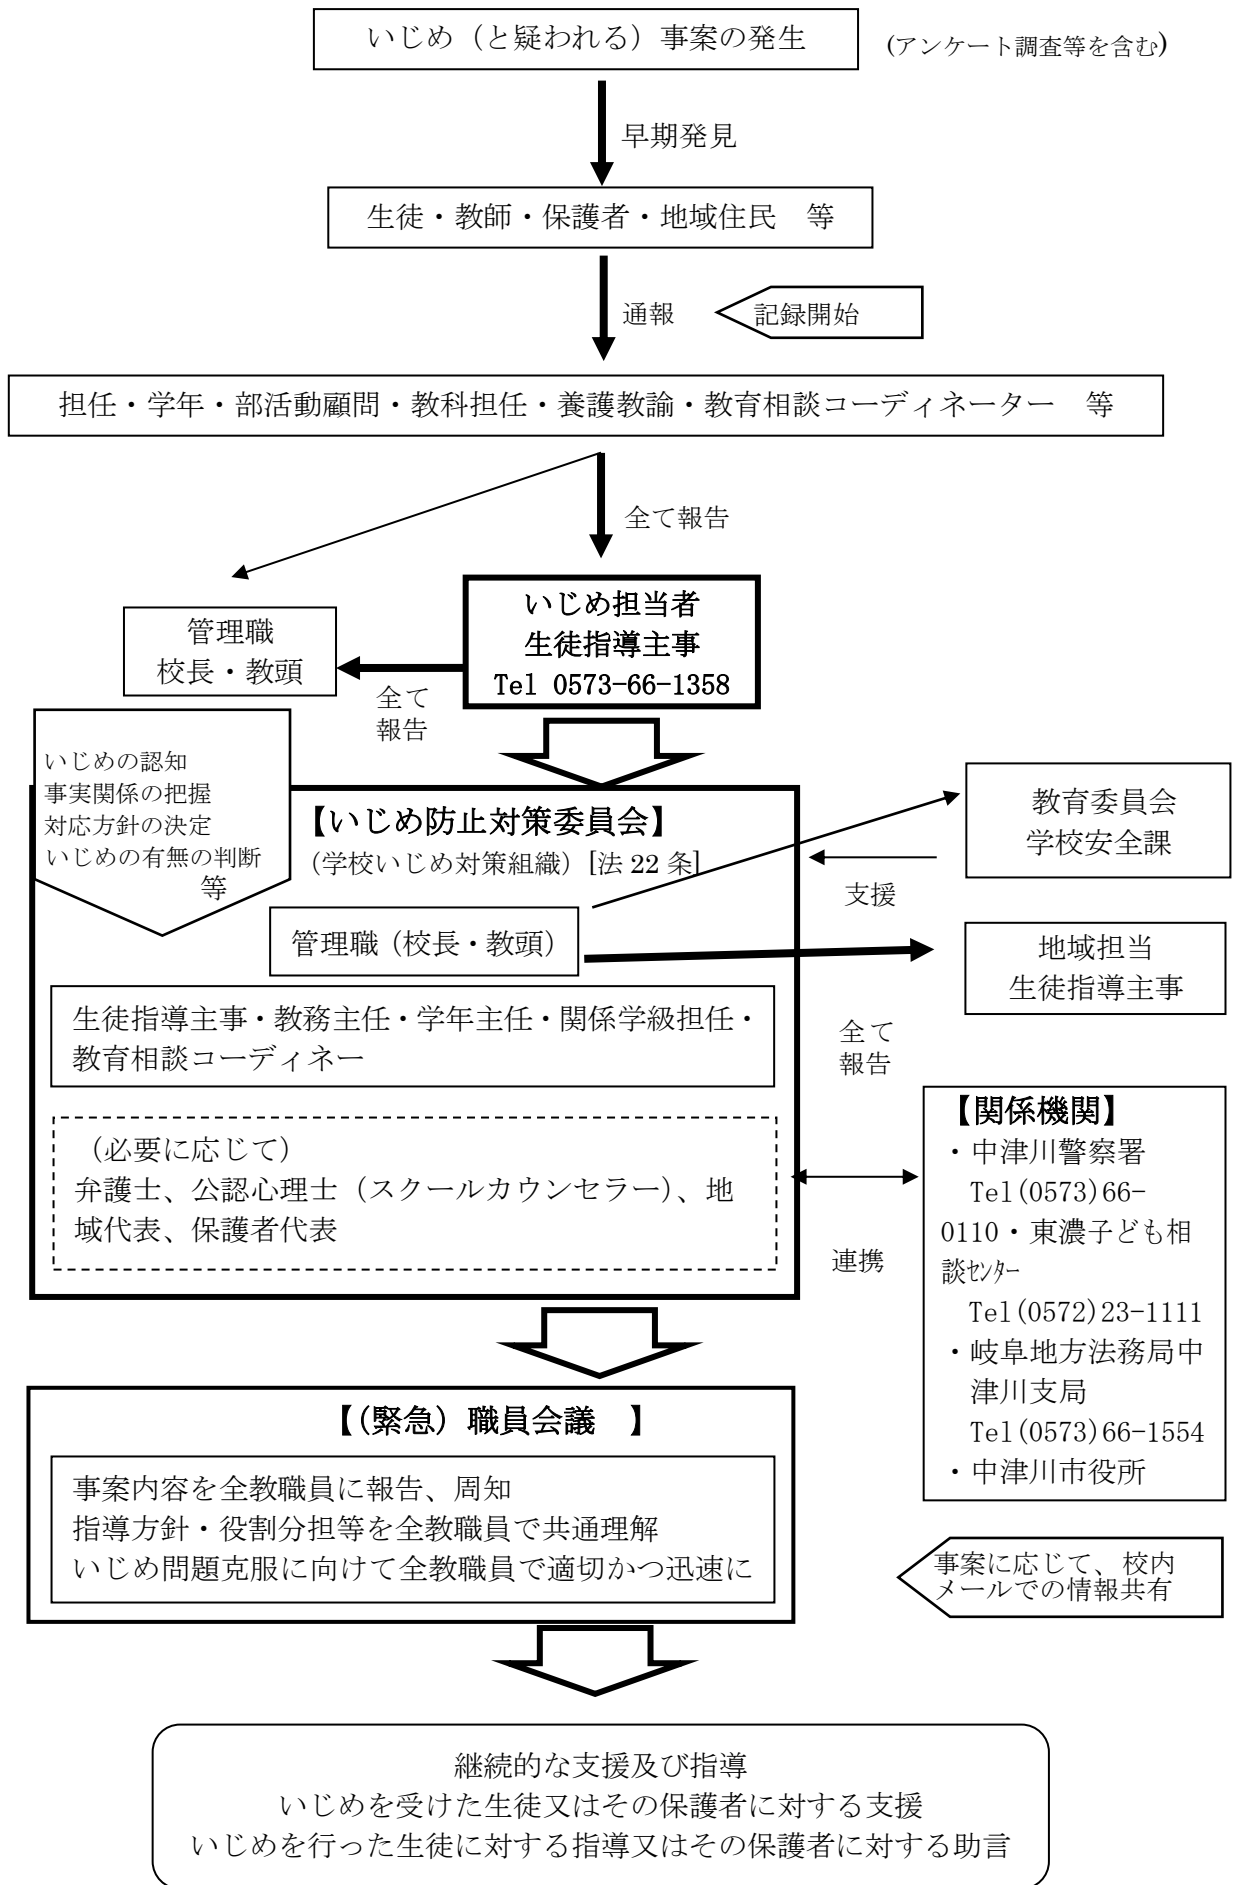 いじめ（と疑われる）事案の発生
(アンケート調査等を含む)
早期発見
生徒・教師・保護者・地域住民　等
通報
記録開始
担任・学年・部活動顧問・教科担任・養護教諭・教育相談コーディネーター　等
全て報告
いじめ担当者
生徒指導主事
Tel 0573-66-1358
管理職
校長・教頭
全て
報告
いじめの認知
事実関係の把握
対応方針の決定
いじめの有無の判断
等
【いじめ防止対策委員会】
（学校いじめ対策組織）[法 22 条]
管理職（校長・教頭）
生徒指導主事・教務主任・学年主任・関係学級担任・
教育相談コーディネー
（必要に応じて）
弁護士、公認心理士（スクールカウンセラー）、地
域代表、保護者代表
教育委員会
学校安全課
支援
地域担当
生徒指導主事
全て
報告
【関係機関】
・中津川警察署
Tel(0573)66-
0110・東濃子ども相
談ｾﾝﾀｰ
Tel(0572)23-1111
・岐阜地方法務局中
津川支局
Tel(0573)66-1554
・中津川市役所
連携
【(緊急）職員会議　】
事案内容を全教職員に報告、周知
指導方針・役割分担等を全教職員で共通理解
いじめ問題克服に向けて全教職員で適切かつ迅速に
事案に応じて、校内
メールでの情報共有
継続的な支援及び指導
いじめを受けた生徒又はその保護者に対する支援
いじめを行った生徒に対する指導又はその保護者に対する助言